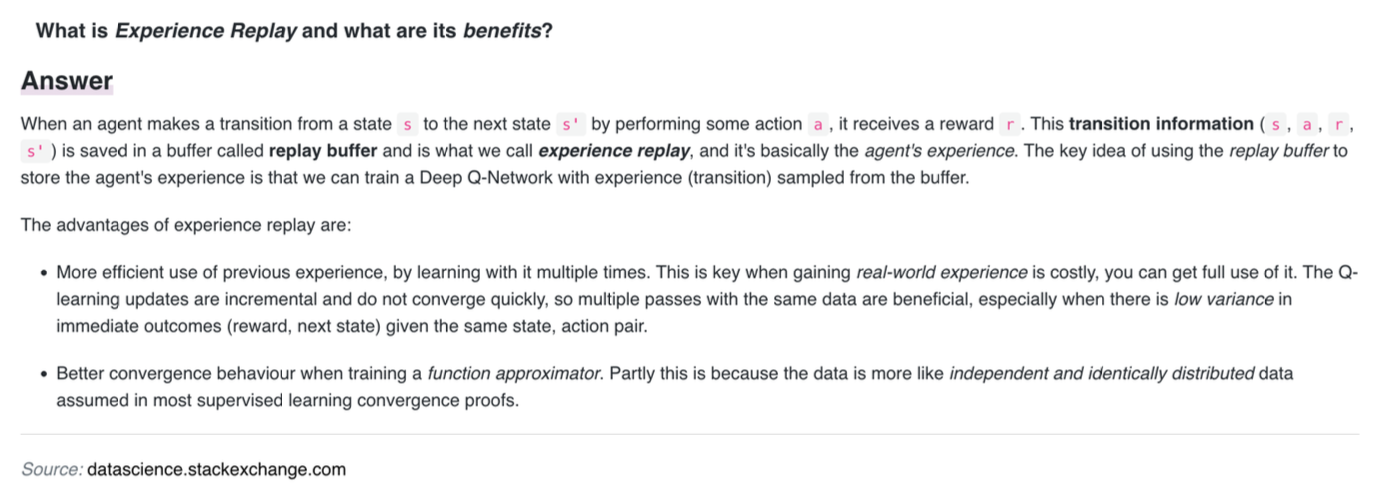 What is Experience Replay and what are its benefits?
Answer
When an agent makes a transition from a state s to the next state s' by performing some action a , it receives a reward r . This transition information ( s , a , r ,
s' ) is saved in a buffer called replay buffer and is what we call experience replay, and it's basically the agent's experience. The key idea of using the replay buffer to
store the agent's experience is that we can train a Deep Q-Network with experience (transition) sampled from the buffer.
The advantages of experience replay are:
• More efficient use of previous experience, by learning with it multiple times. This is key when gaining real-world experience is costly, you can get full use of it. The Q-
learning updates are incremental and do not converge quickly, so multiple passes with the same data are beneficial, especially when there is low variance in
immediate outcomes (reward, next state) given the same state, action pair.
• Better convergence behaviour when training a function approximator. Partly this is because the data is more like independent and identically distributed data
assumed in most supervised learning convergence proofs.
Source: datascience.stackexchange.com